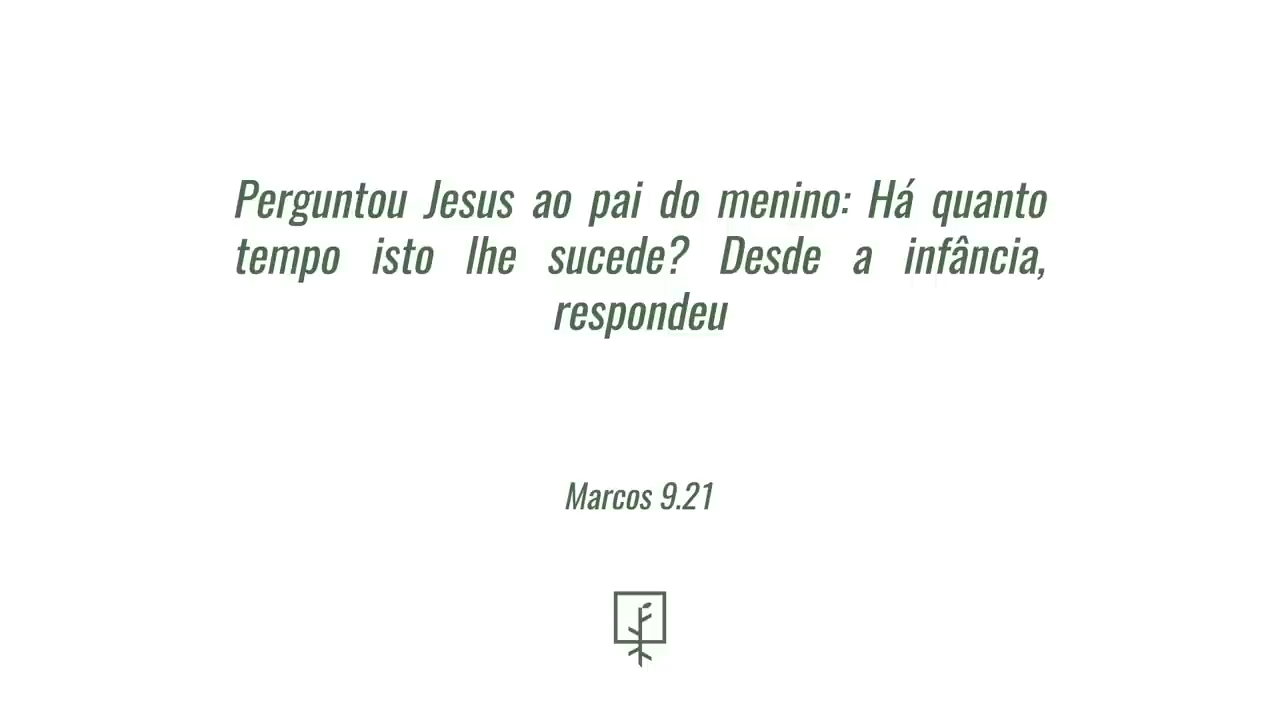 Perguntou Jesus ao pai do menino: Há quanto
tempo isto lhe sucede? Desde a infância,
respondeu
Marcos 9.21